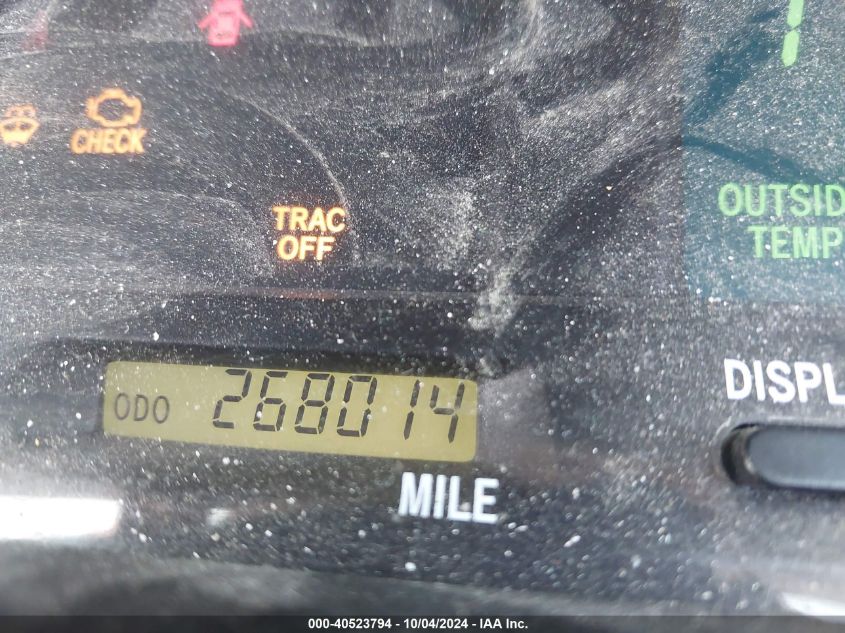 CHECK
TRAC
OFF
OUTSID
TEMP
ODO 268014
MILE
DISPL
000-40523794 - 10/04/2024 - IAA Inc.